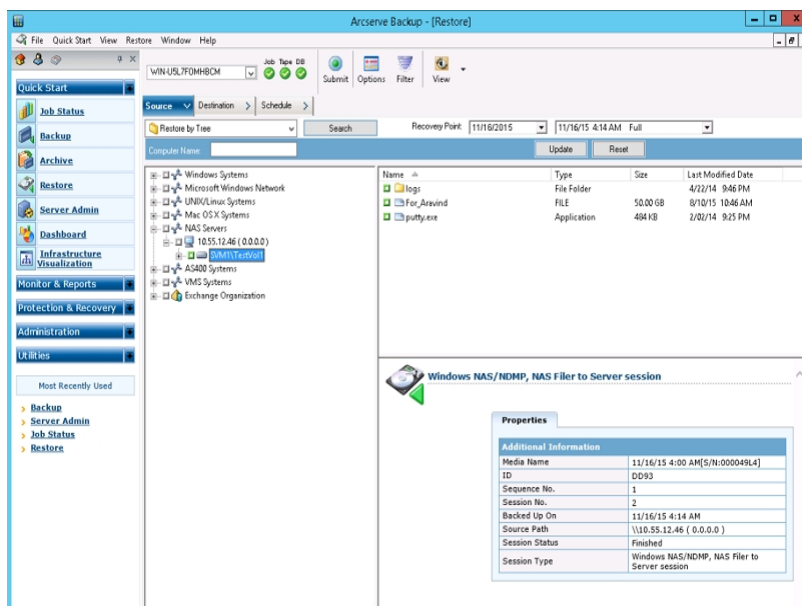 Arcserve Backup - [Restore]
File Quick Start View Restore Window Help
WIN-U5L7F0MHBCM
Job Tape DB
Submit Options Filter View
Quick Start
Job Status
Backup
Archive
Restore
Server Admin
Dashboard
Infrastructure
Visualization
Monitor & Reports
Protection & Recovery
Administration
Utilities
Most Recently Used
Backup
Server Admin
Job Status
Restore
Source Destination Schedule
Restore by Tree Search Recovery Point 11/16/2015 11/16/15 4:14 AM Full
Computer Name: Update Reset
Windows Systems
Microsoft Windows Network
UNIX/Linux Systems
Mac OS X Systems
NAS Servers
10.55.12.46 ( 0.0.0.0 )
SVM1\TestVol1
AS400 Systems
VMS Systems
Exchange Organization
Name Type Size Last Modified Date
logs File Folder 4/22/14 9:46 PM
For_Aravind FILE 50.00 GB 8/10/15 10:46 AM
putty.exe Application 484 KB 2/02/14 9:25 PM
Windows NAS/NDMP, NAS Filer to Server session
Properties
Additional Information
Media Name 11/16/15 4:00 AM[S/N:000049L4]
ID DD93
Sequence No. 1
Session No. 2
Backed Up On 11/16/15 4:14 AM
Source Path \\10.55.12.46 ( 0.0.0.0 )
Session Status Finished
Session Type Windows NAS/NDMP, NAS Filer to
Server session